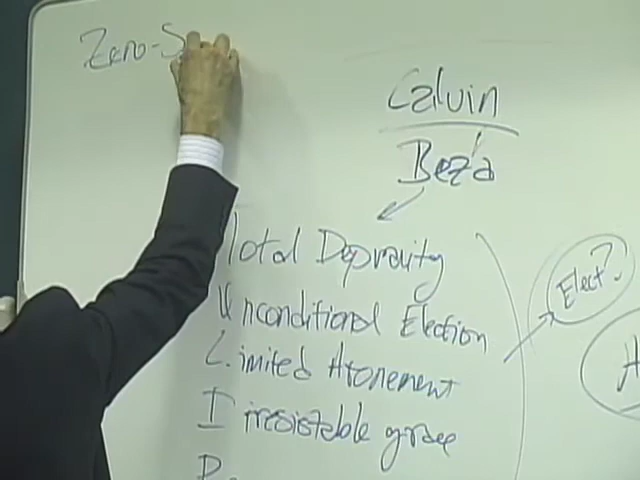 Zero-S
Calvin
Beza
Total Depravity
Unconditional Election
Limited Atonement
Irresistable grace
P
Elect?
A